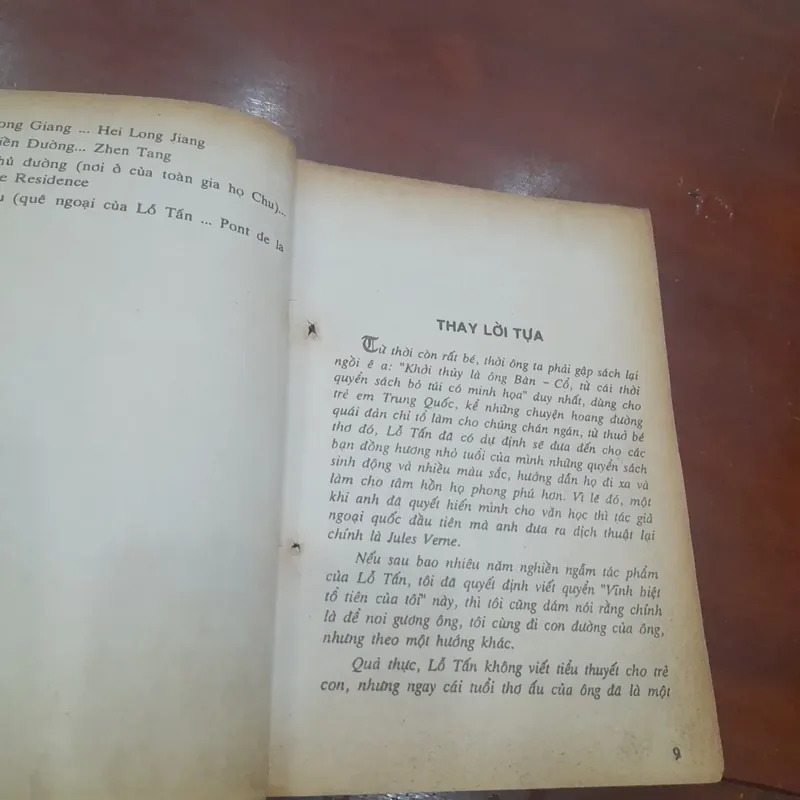 ong Giang ... Hei Long Jiang
iền Đường... Zhen Tang
hủ đường (nơi ở của toàn gia họ Chu)...
e Residence
u (quê ngoại của Lỗ Tấn ... Pont de la
THAY LỜI TỰA
Từ thời còn rất bé, thời ông ta phải gập sách lại
ngồi ê a: "Khởi thủy là ông Bàn - Cổ, từ cái thời
quyển sách bỏ túi có minh họa" duy nhất, dùng cho
trẻ em Trung Quốc, kể những chuyện hoang đường
quái đản chỉ tổ làm cho chúng chán ngán, từ thuở bé
thơ đó, Lỗ Tấn đã có dự định sẽ đưa đến cho các
bạn đồng hương nhỏ tuổi của mình những quyển sách
sinh động và nhiều màu sắc, hướng dẫn họ đi xa và
làm cho tâm hồn họ phong phú hơn. Vì lẽ đó, một
khi anh đã quyết hiến mình cho văn học thì tác giả
ngoại quốc đầu tiên mà anh đưa ra dịch thuật lại
chính là Jules Verne.
Nếu sau bao nhiêu năm nghiền ngẫm tác phẩm
của Lỗ Tấn, tôi đã quyết định viết quyển "Vĩnh biệt
tổ tiên của tôi" này, thì tôi cũng dám nói rằng chính
là để noi gương ông, tôi cùng đi con đường của ông,
nhưng theo một hướng khác.
Quả thực, Lỗ Tấn không viết tiểu thuyết cho trẻ
con, nhưng ngay cái tuổi thơ ấu của ông đã là một
9